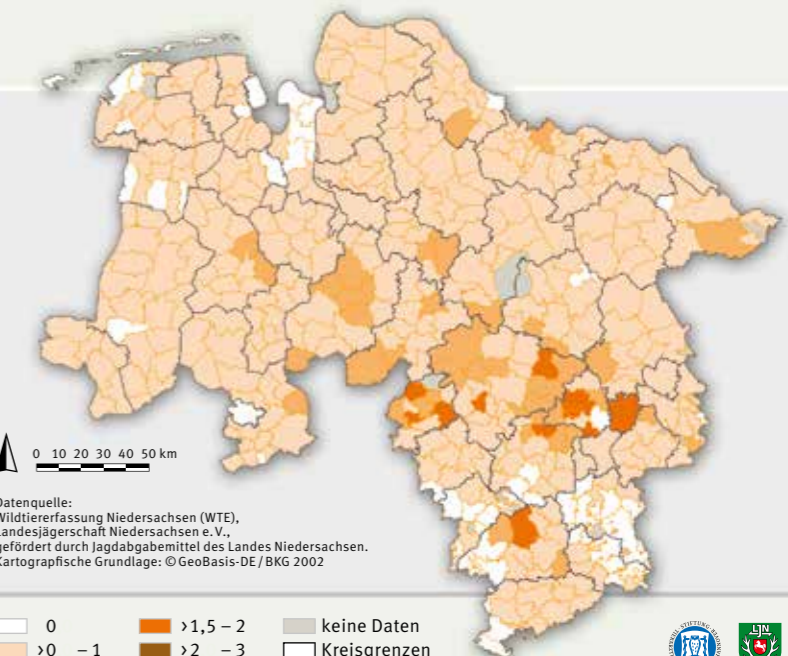 0 10 20 30 40 50 km
Datenquelle:
Wildtiererfassung Niedersachsen (WTE),
Landesjägerschaft Niedersachsen e. V.,
gefördert durch Jagdabgabemittel des Landes Niedersachsen.
Kartografische Grundlage: © GeoBasis-DE / BKG 2002
0 >1,5 – 2 keine Daten
>0 – 1 >2 – 3 Kreisgrenzen
LJN